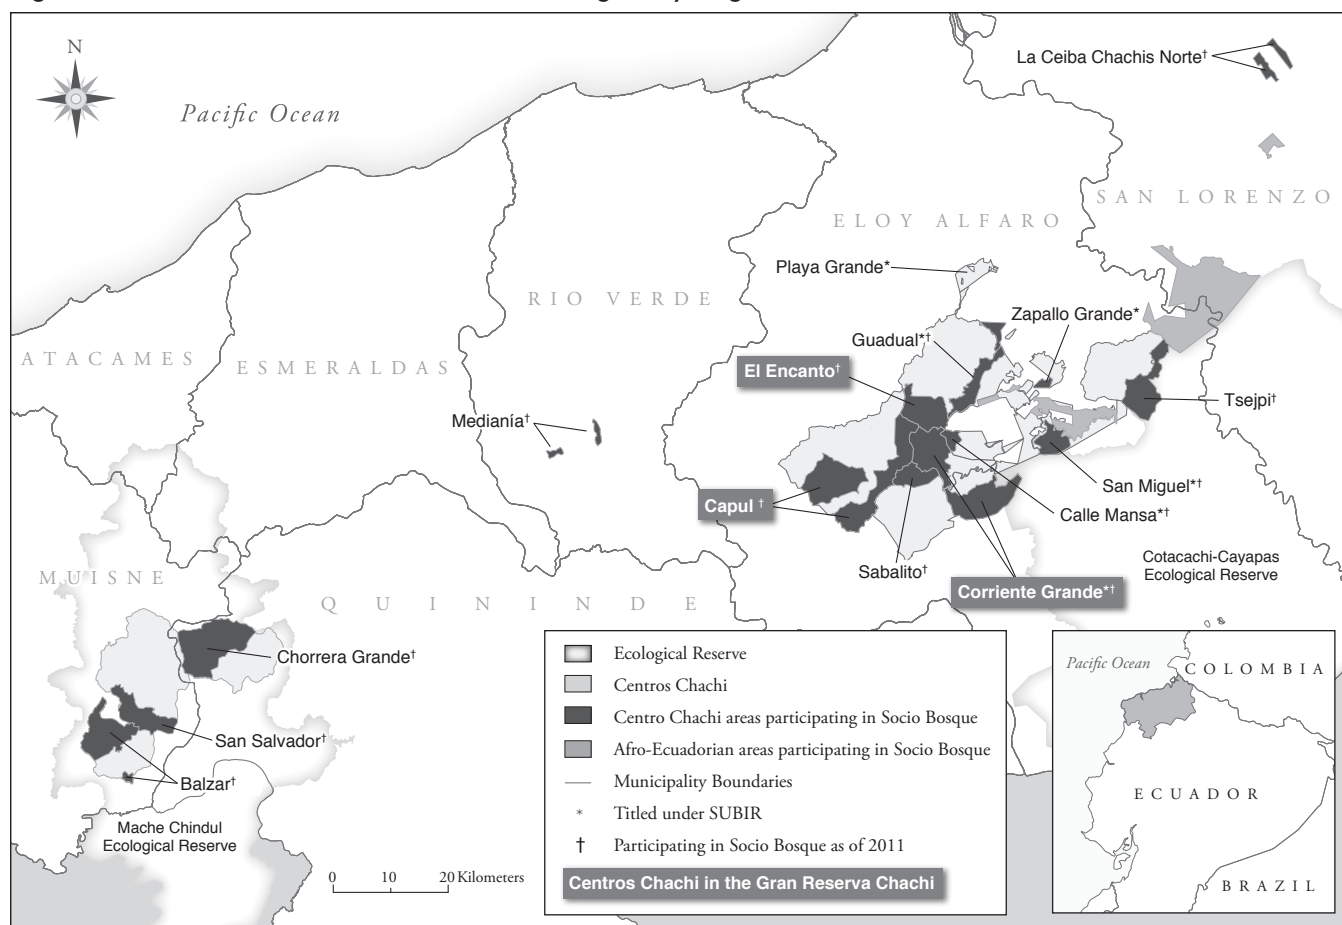 N
Pacific Ocean
La Ceiba Chachis Norte†
SAN LORENZO
ELOY ALFARO
Playa Grande*
RIO VERDE
Zapallo Grande*
Guadual*†
ATACAMES
ESMERALDAS
El Encanto†
Tsejpi†
Medianía†
San Miguel*†
Capul †
Calle Mansa*†
Cotacachi-Cayapas
Ecological Reserve
Sabalito†
MUISNE
Corriente Grande*†
QUININDE
Chorrera Grande†
San Salvador†
Balzar†
Mache Chindul
Ecological Reserve
0 10 20 Kilometers
Ecological Reserve
Centros Chachi
Centro Chachi areas participating in Socio Bosque
Afro-Ecuadorian areas participating in Socio Bosque
Municipality Boundaries
* Titled under SUBIR
† Participating in Socio Bosque as of 2011
Centros Chachi in the Gran Reserva Chachi
Pacific Ocean
COLOMBIA
ECUADOR
BRAZIL